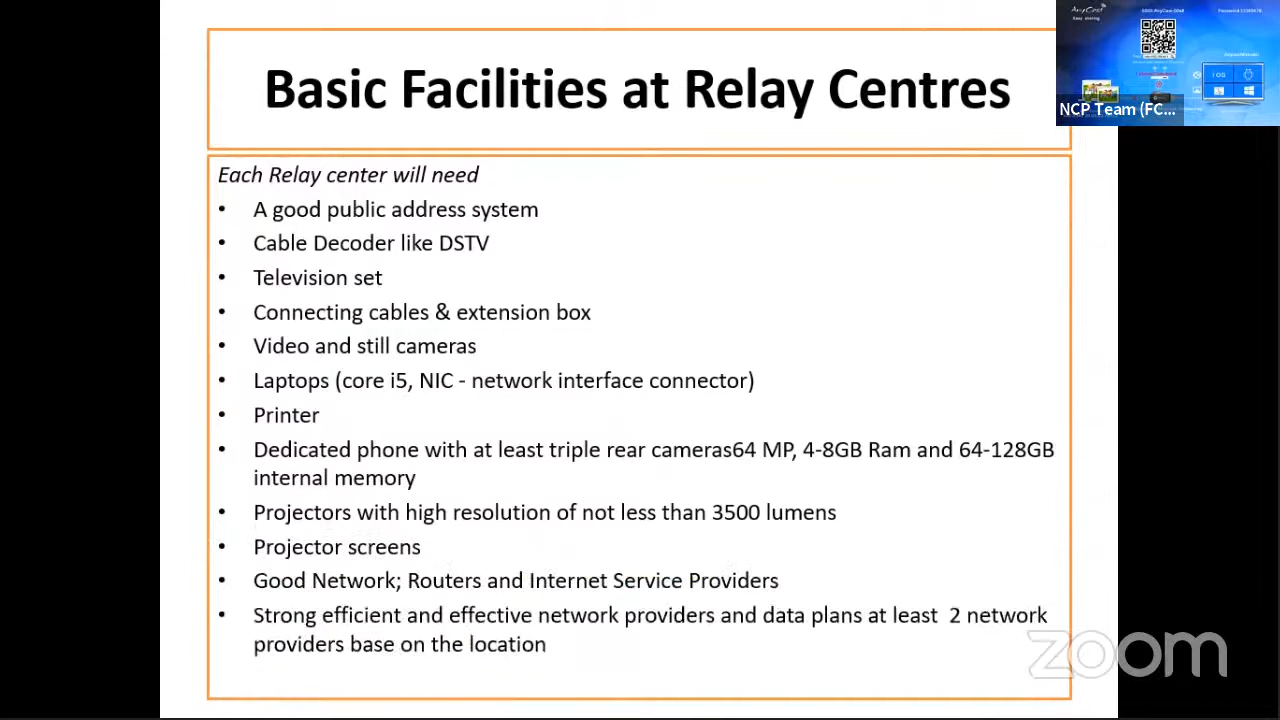 Basic Facilities at Relay Centres
AnyCast
Easy sharing
NCP Team (FC...
iOS
Each Relay center will need
• A good public address system
• Cable Decoder like DSTV
• Television set
• Connecting cables & extension box
• Video and still cameras
• Laptops (core i5, NIC - network interface connector)
• Printer
• Dedicated phone with at least triple rear cameras64 MP, 4-8GB Ram and 64-128GB
internal memory
• Projectors with high resolution of not less than 3500 lumens
• Projector screens
• Good Network; Routers and Internet Service Providers
• Strong efficient and effective network providers and data plans at least  2 network
providers base on the location
zoom